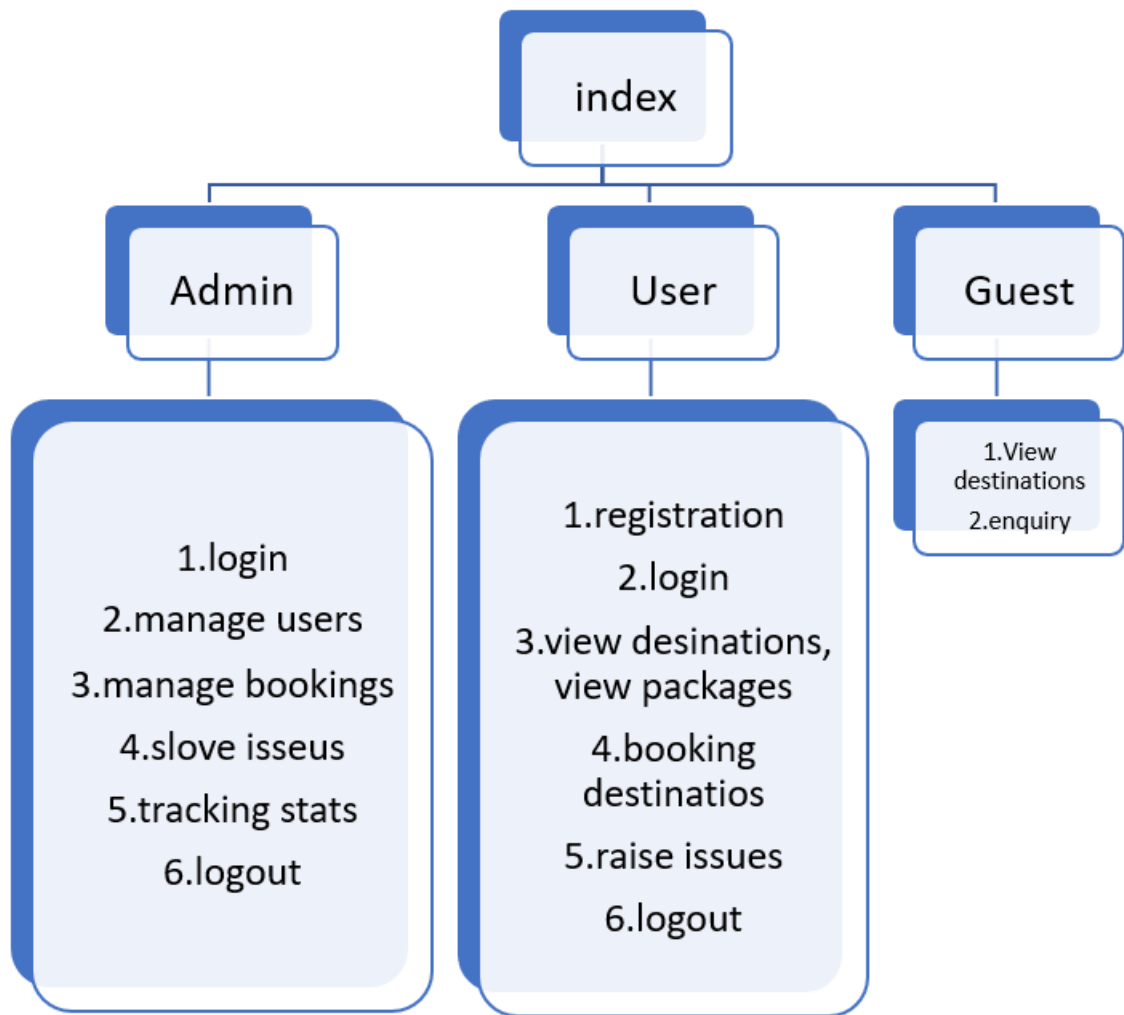 index
Admin
User
Guest
1.login
2.manage users
3.manage bookings
4.slove isseus
5.tracking stats
6.logout
1.registration
2.login
3.view desinations,
view packages
4.booking
destinatios
5.raise issues
6.logout
1.View
destinations
2.enquiry